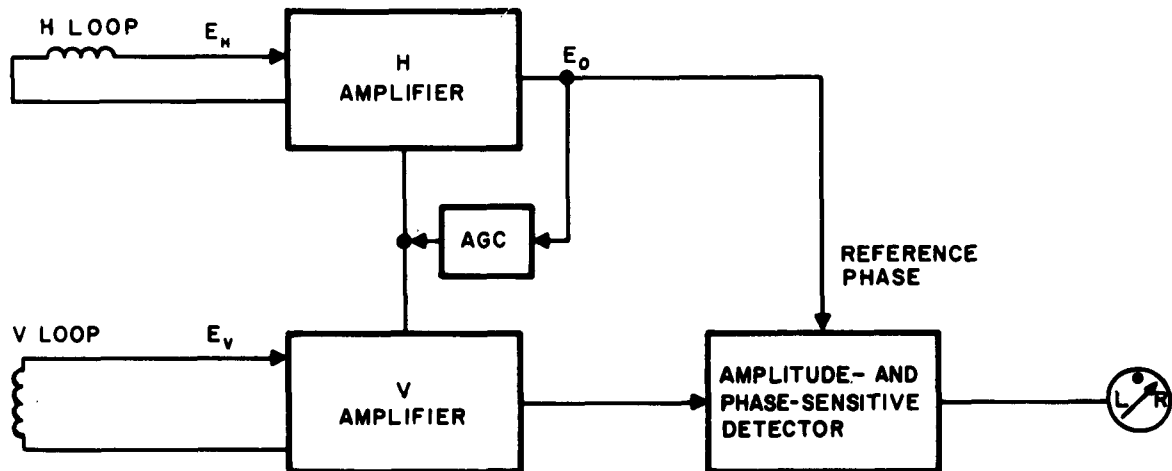 H LOOP
E_H
H
AMPLIFIER
E_O
AGC
REFERENCE
PHASE
V LOOP
E_V
V
AMPLIFIER
AMPLITUDE- AND
PHASE-SENSITIVE
DETECTOR
L R